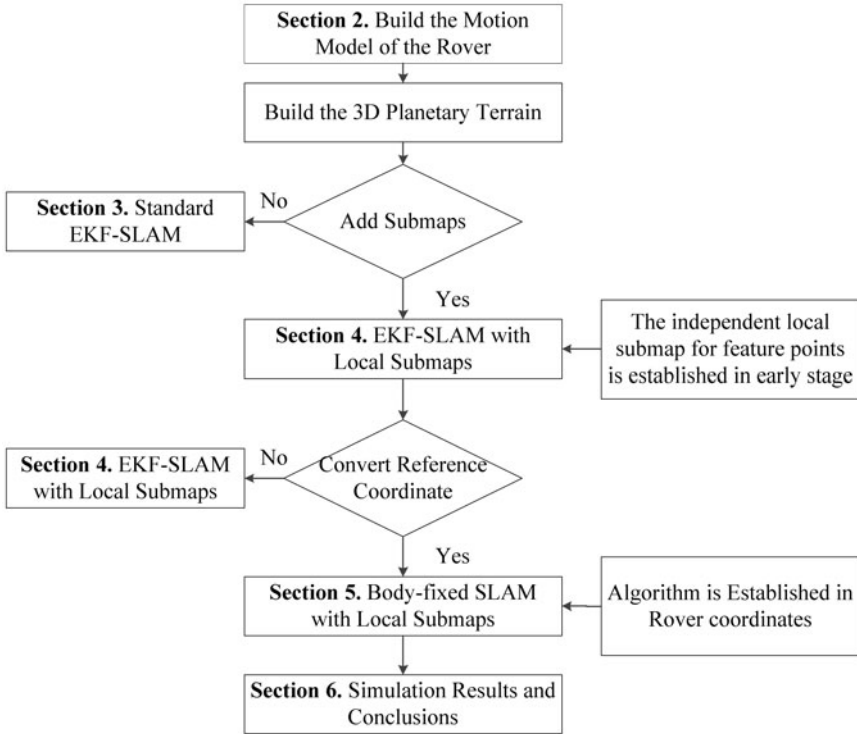 Section 2. Build the Motion
Model of the Rover
Build the 3D Planetary Terrain
No
Section 3. Standard
EKF-SLAM
Add Submaps
Yes
Section 4. EKF-SLAM with
Local Submaps
The independent local
submap for feature points
is established in early stage
No
Section 4. EKF-SLAM
with Local Submaps
Convert Reference
Coordinate
Yes
Section 5. Body-fixed SLAM
with Local Submaps
Algorithm is Established in
Rover coordinates
Section 6. Simulation Results and
Conclusions